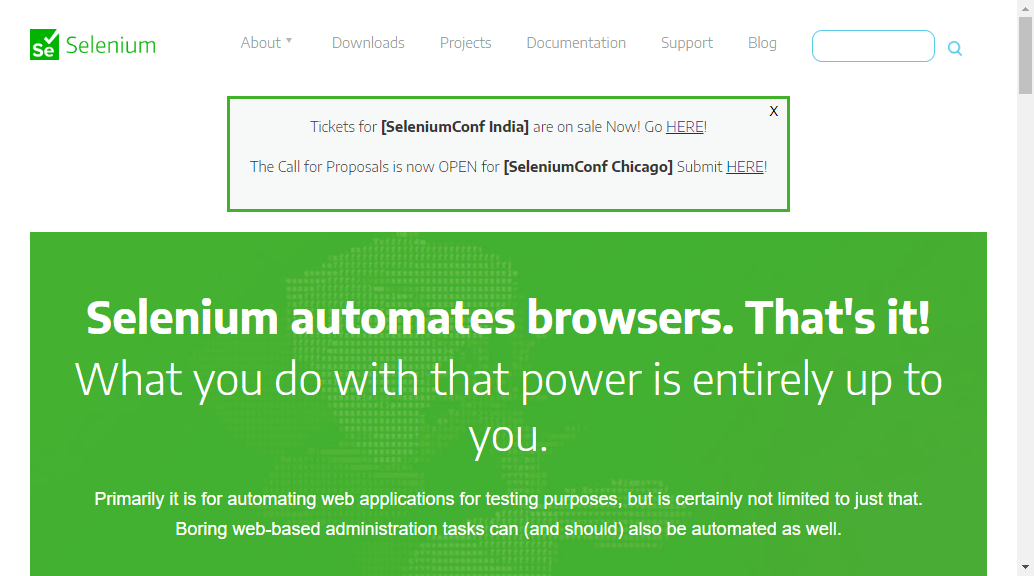 Se Selenium
About Downloads Projects Documentation Support Blog
X
Tickets for [SeleniumConf India] are on sale Now! Go HERE!
The Call for Proposals is now OPEN for [SeleniumConf Chicago] Submit HERE!
Selenium automates browsers. That's it!
What you do with that power is entirely up to
you.
Primarily it is for automating web applications for testing purposes, but is certainly not limited to just that.
Boring web-based administration tasks can (and should) also be automated as well.